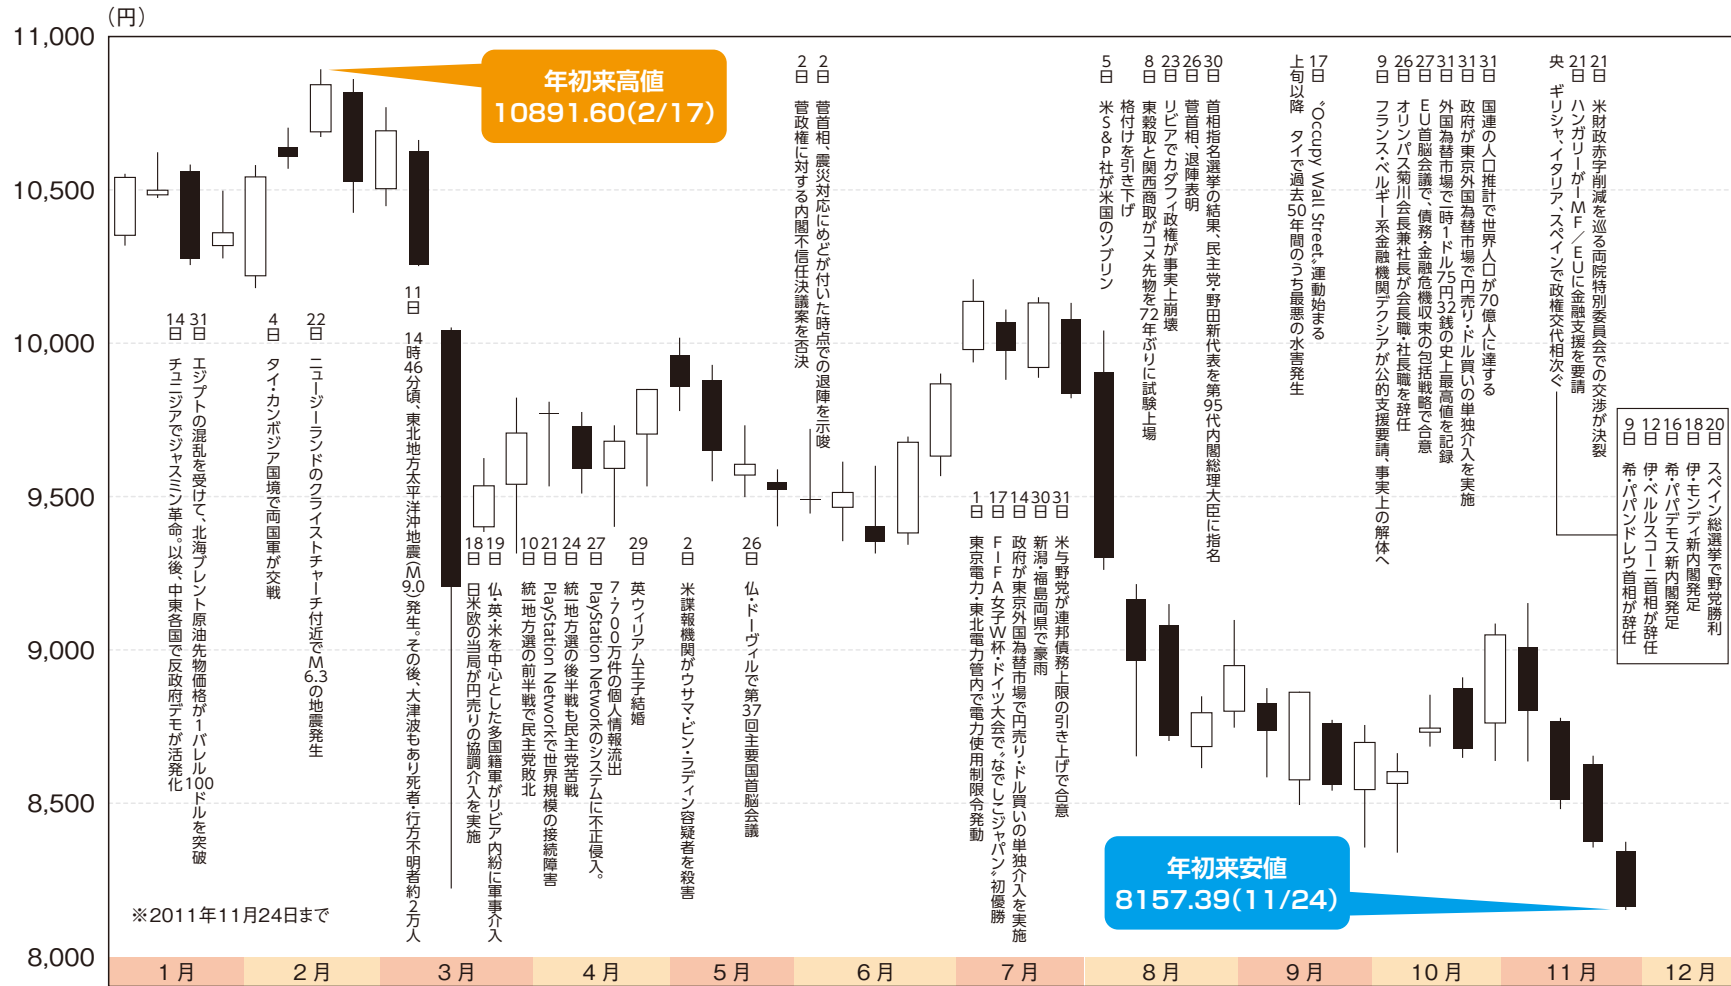 （円）
11,000
10,500
10,000
9,500
9,000
8,500
8,000
年初来高値
10891.60(2/17)
年初来安値
8157.39(11/24)
14日 チュニジアでジャスミン革命。以後、中東各国で反政府デモが活発化
31日 エジプトの混乱を受けて、北海ブレント原油先物価格が1バレル100ドルを突破
4日 タイ・カンボジア国境で両国軍が交戦
22日 ニュージーランドのクライストチャーチ付近でM6.3の地震発生
11日 14時46分頃、東北地方太平洋沖地震（M9.0）発生。その後、大津波もあり死者・行方不明者約2万人
18日 日米欧の当局が円売りの協調介入を実施
19日 仏・英・米を中心とした多国籍軍がリビア内紛に軍事介入
10日 統一地方選の前半戦で民主党敗北
21日 PlayStation Networkで世界規模の接続障害
24日 統一地方選の後半戦も民主党苦戦
27日 PlayStation Networkのシステムに不正侵入。
7,700万件の個人情報流出
29日 英ウィリアム王子結婚
2日 米諜報機関がウサマ・ビン・ラディン容疑者を殺害
26日 仏・ドーヴィルで第37回主要国首脳会議
2日 菅政権に対する内閣不信任決議案を否決
2日 菅首相、震災対応にめどが付いた時点での退陣を示唆
1日 東京電力・東北電力管内で電力使用制限令発動
17日 FIFA女子W杯・ドイツ大会で〝なでしこジャパン〟初優勝
14日 政府が東京外国為替市場で円売り・ドル買いの単独介入を実施
30日 新潟・福島両県で豪雨
31日 米与野党が連邦債務上限の引き上げで合意
5日 米S&P社が米国のソブリン
格付けを引き下げ
8日 東穀取と関西商取がコメ先物を72年ぶりに試験上場
23日 リビアでカダフィ政権が事実上崩壊
26日 菅首相、退陣表明
30日 首相指名選挙の結果、民主党・野田新代表を第95代内閣総理大臣に指名
上旬以降 タイで過去50年間のうち最悪の水害発生
17日 〝Occupy Wall Street〟運動始まる
9日 フランス・ベルギー系金融機関デクシアが公的支援要請、事実上の解体へ
26日 オリンパス菊川会長兼社長が会長職・社長職を辞任
27日 EU首脳会議で、債務・金融危機収束の包括戦略で合意
31日 外国為替市場で一時1ドル75円32銭の史上最高値を記録
31日 政府が東京外国為替市場で円売り・ドル買いの単独介入を実施
31日 国連の人口推計で世界人口が70億人に達する
央 ギリシャ、イタリア、スペインで政権交代相次ぐ
21日 ハンガリーがIMF／EUに金融支援を要請
21日 米財政赤字削減を巡る両院特別委員会での交渉が決裂
9日 希・パパンドレウ首相が辞任
12日 伊・ベルルスコーニ首相が辞任
16日 希・パパデモス新内閣発足
18日 伊・モンティ新内閣発足
20日 スペイン総選挙で野党勝利
※2011年11月24日まで
1月
2月
3月
4月
5月
6月
7月
8月
9月
10月
11月
12月